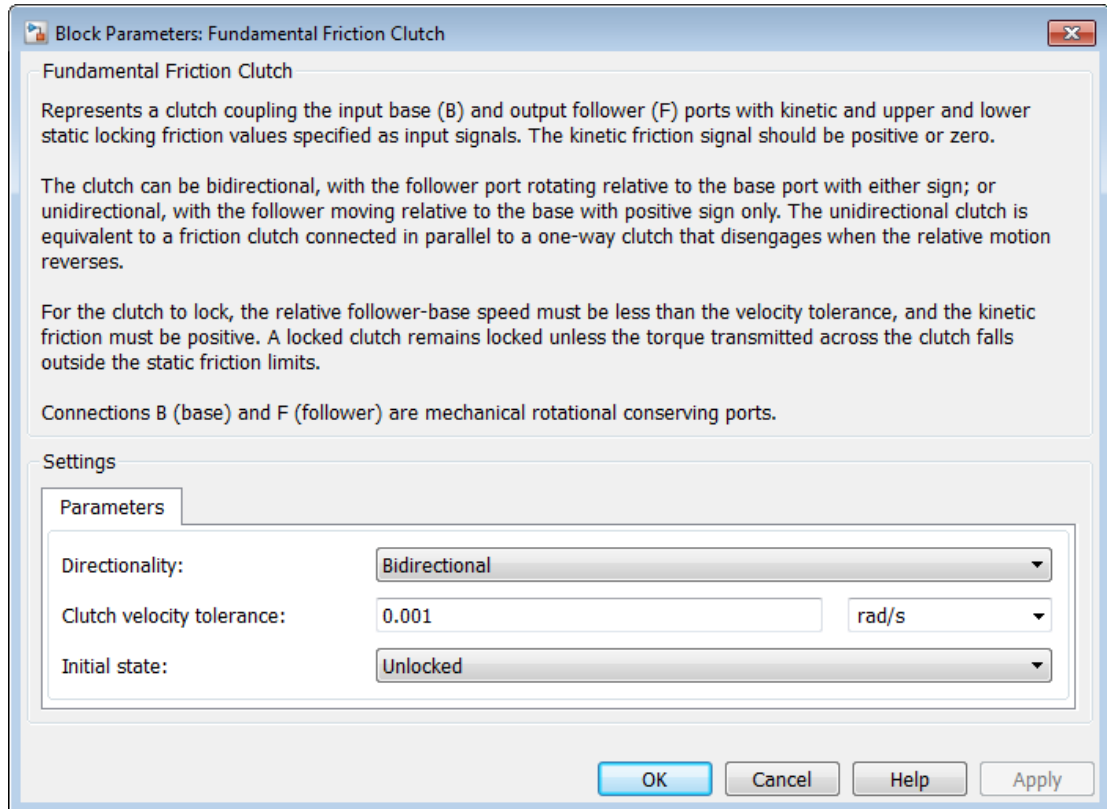 Block Parameters: Fundamental Friction Clutch
Fundamental Friction Clutch
Represents a clutch coupling the input base (B) and output follower (F) ports with kinetic and upper and lower
static locking friction values specified as input signals. The kinetic friction signal should be positive or zero.
The clutch can be bidirectional, with the follower port rotating relative to the base port with either sign; or
unidirectional, with the follower moving relative to the base with positive sign only. The unidirectional clutch is
equivalent to a friction clutch connected in parallel to a one-way clutch that disengages when the relative motion
reverses.
For the clutch to lock, the relative follower-base speed must be less than the velocity tolerance, and the kinetic
friction must be positive. A locked clutch remains locked unless the torque transmitted across the clutch falls
outside the static friction limits.
Connections B (base) and F (follower) are mechanical rotational conserving ports.
Settings
Parameters
Directionality: Bidirectional
Clutch velocity tolerance: 0.001 rad/s
Initial state: Unlocked
OK Cancel Help Apply